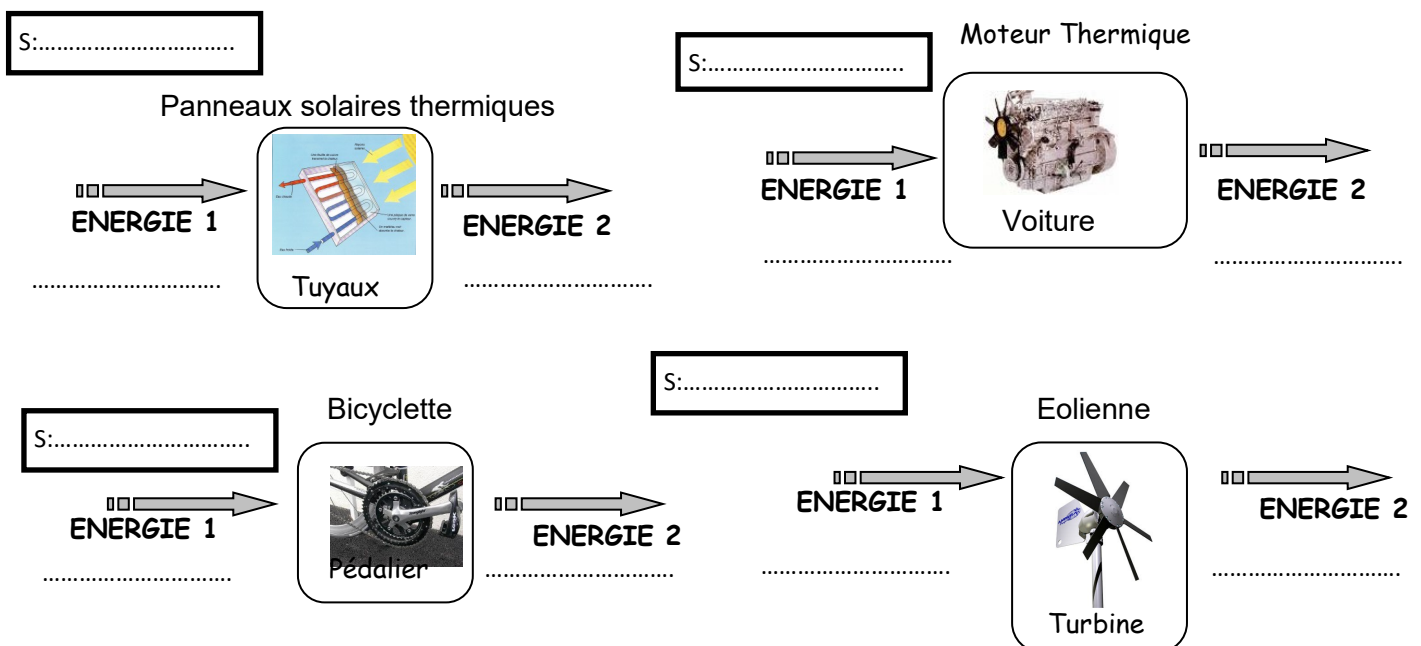 S:…………………………..
Panneaux solaires thermiques
ENERGIE 1
ENERGIE 2
………………………….
Tuyaux
………………………….
Moteur Thermique
S:…………………………..
ENERGIE 1
Voiture
ENERGIE 2
………………………….
………………………….
Bicyclette
S:…………………………..
ENERGIE 1
Pédalier
ENERGIE 2
………………………….
………………………….
S:…………………………..
Eolienne
ENERGIE 1
ENERGIE 2
………………………….
………………………….
Turbine